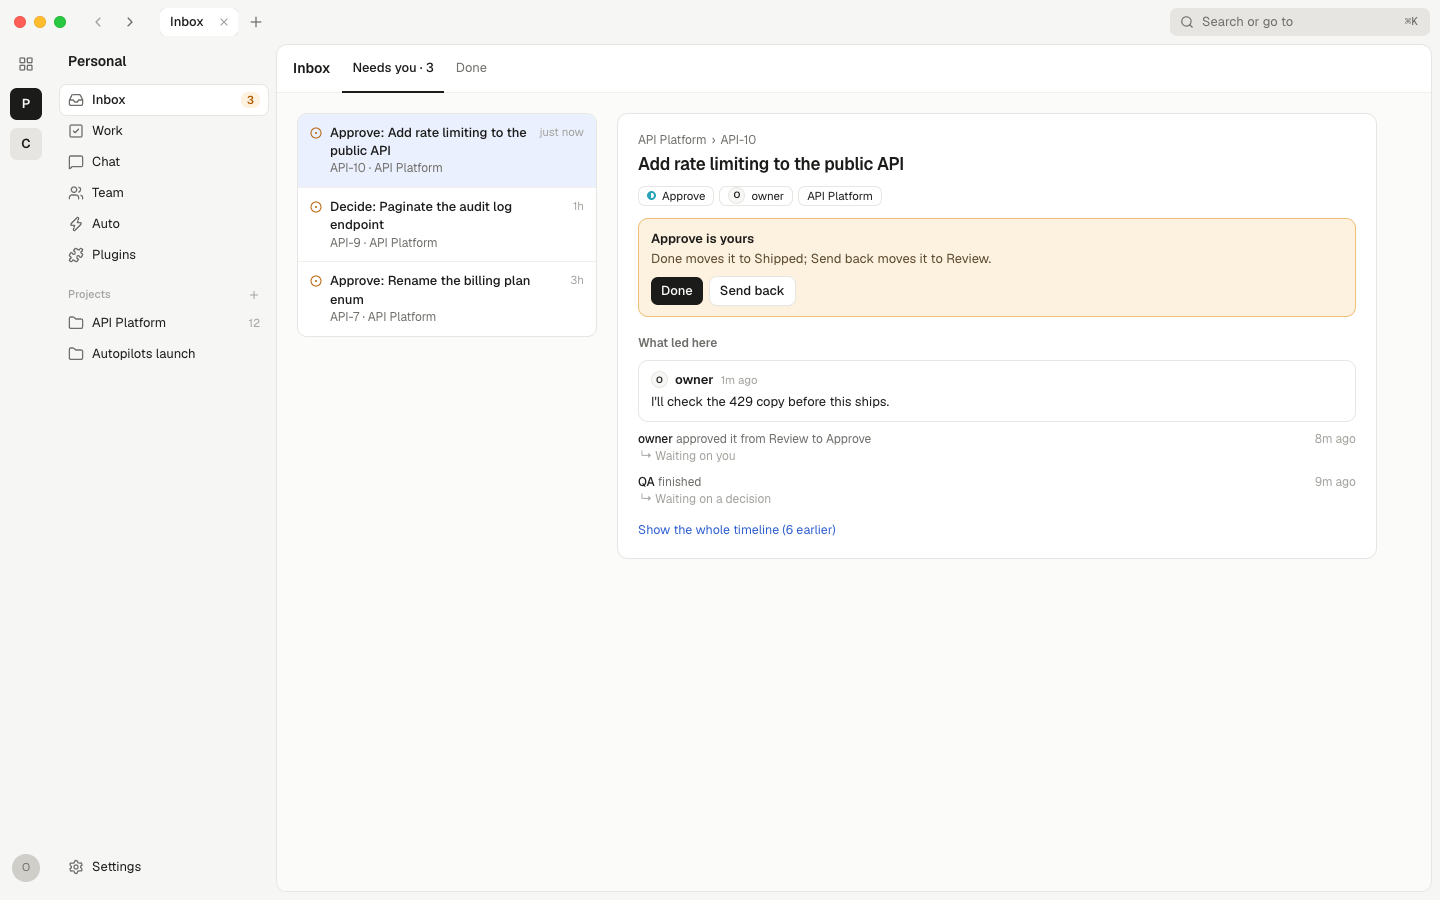 Inbox
Search or go to
⌘K
Personal
P
C
Inbox
3
Work
Chat
Team
Auto
Plugins
Projects
API Platform
12
Autopilots launch
O
Settings
Inbox
Needs you · 3
Done
Approve: Add rate limiting to the
just now
public API
API-10 · API Platform
Decide: Paginate the audit log
1h
endpoint
API-9 · API Platform
Approve: Rename the billing plan
3h
enum
API-7 · API Platform
API Platform › API-10
Add rate limiting to the public API
Approve
O owner
API Platform
Approve is yours
Done moves it to Shipped; Send back moves it to Review.
Done
Send back
What led here
O owner 1m ago
I'll check the 429 copy before this ships.
owner approved it from Review to Approve
8m ago
Waiting on you
QA finished
9m ago
Waiting on a decision
Show the whole timeline (6 earlier)